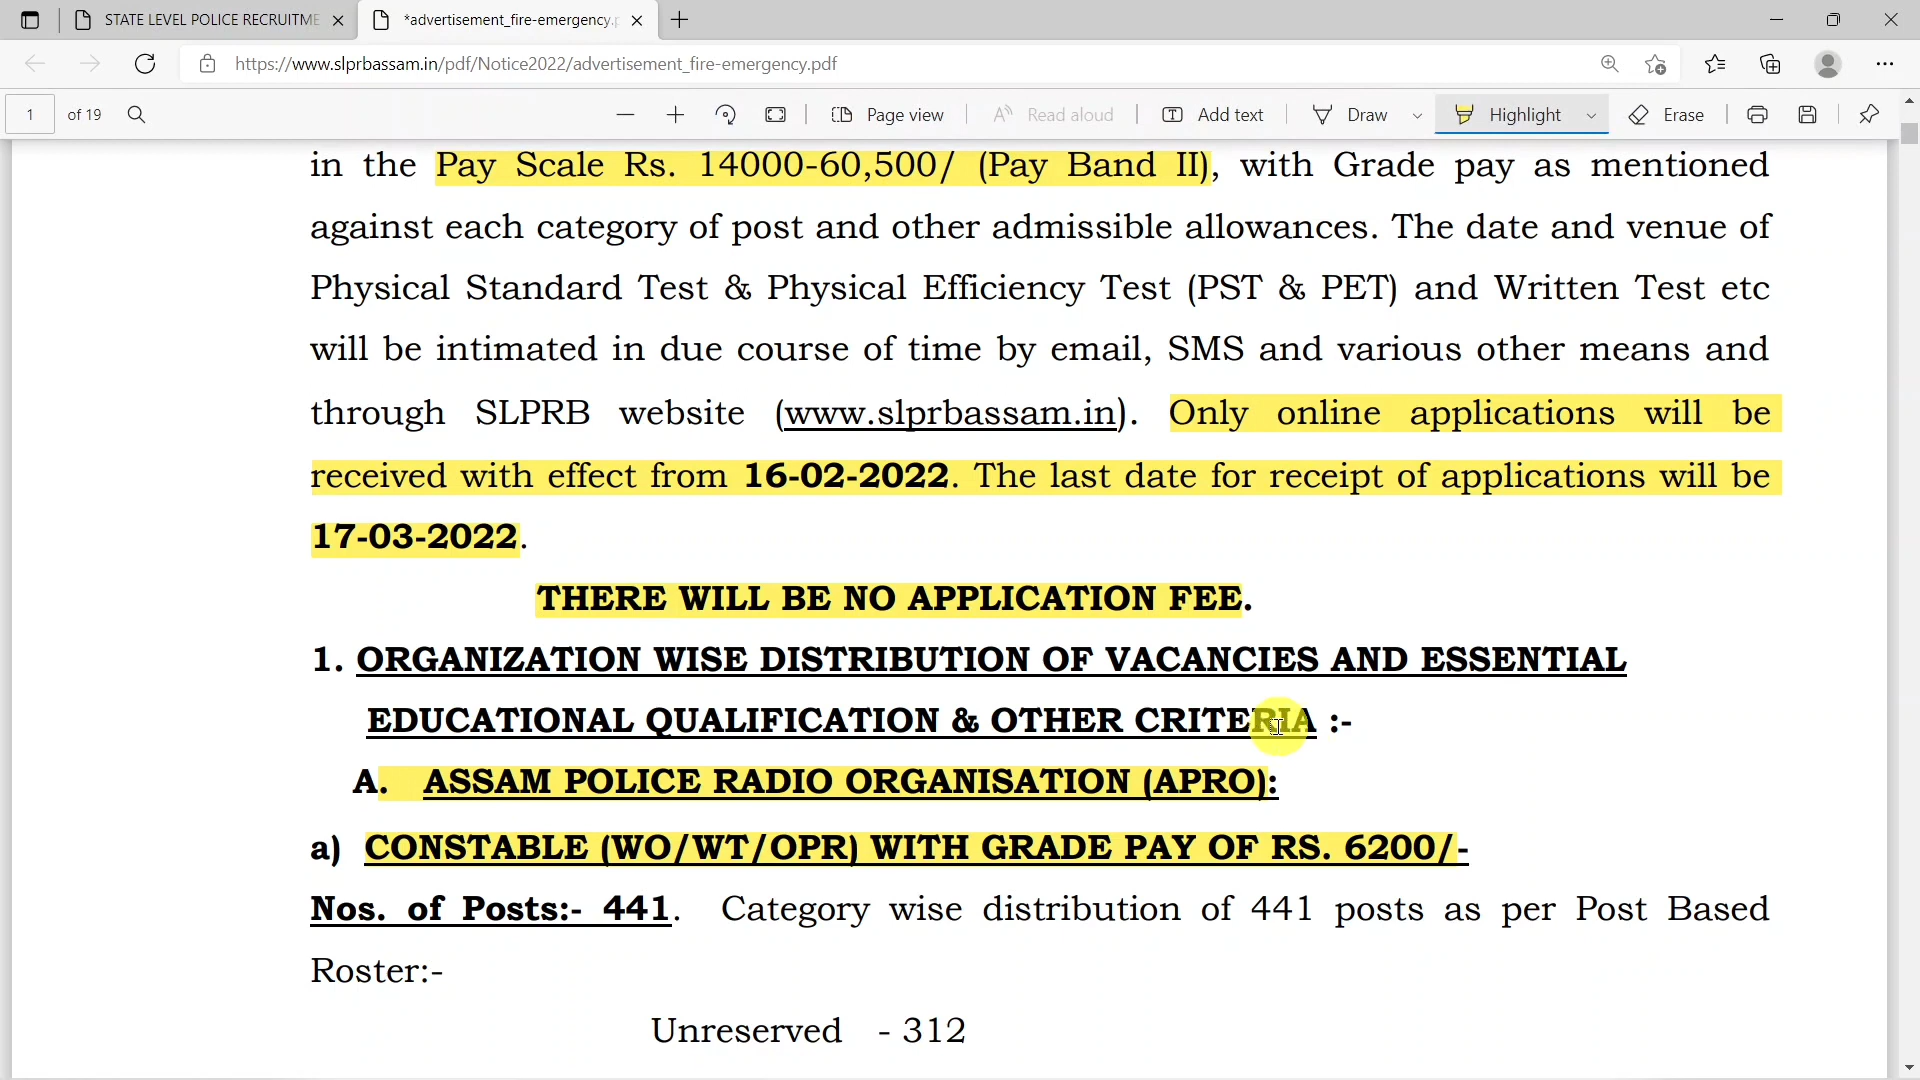 STATE LEVEL POLICE RECRUITME
*advertisement_fire-emergency.p
https://www.slprbassam.in/pdf/Notice2022/advertisement_fire-emergency.pdf
1 of 19
Page view
Read aloud
Add text
Draw
Highlight
Erase
in the Pay Scale Rs. 14000-60,500/ (Pay Band II), with Grade pay as mentioned
against each category of post and other admissible allowances. The date and venue of
Physical Standard Test & Physical Efficiency Test (PST & PET) and Written Test etc
will be intimated in due course of time by email, SMS and various other means and
through SLPRB website (www.slprbassam.in). Only online applications will be
received with effect from 16-02-2022. The last date for receipt of applications will be
17-03-2022.
THERE WILL BE NO APPLICATION FEE.
1. ORGANIZATION WISE DISTRIBUTION OF VACANCIES AND ESSENTIAL
EDUCATIONAL QUALIFICATION & OTHER CRITERIA :-
A. ASSAM POLICE RADIO ORGANISATION (APRO):
a) CONSTABLE (WO/WT/OPR) WITH GRADE PAY OF RS. 6200/-
Nos. of Posts:- 441. Category wise distribution of 441 posts as per Post Based
Roster:-
Unreserved - 312